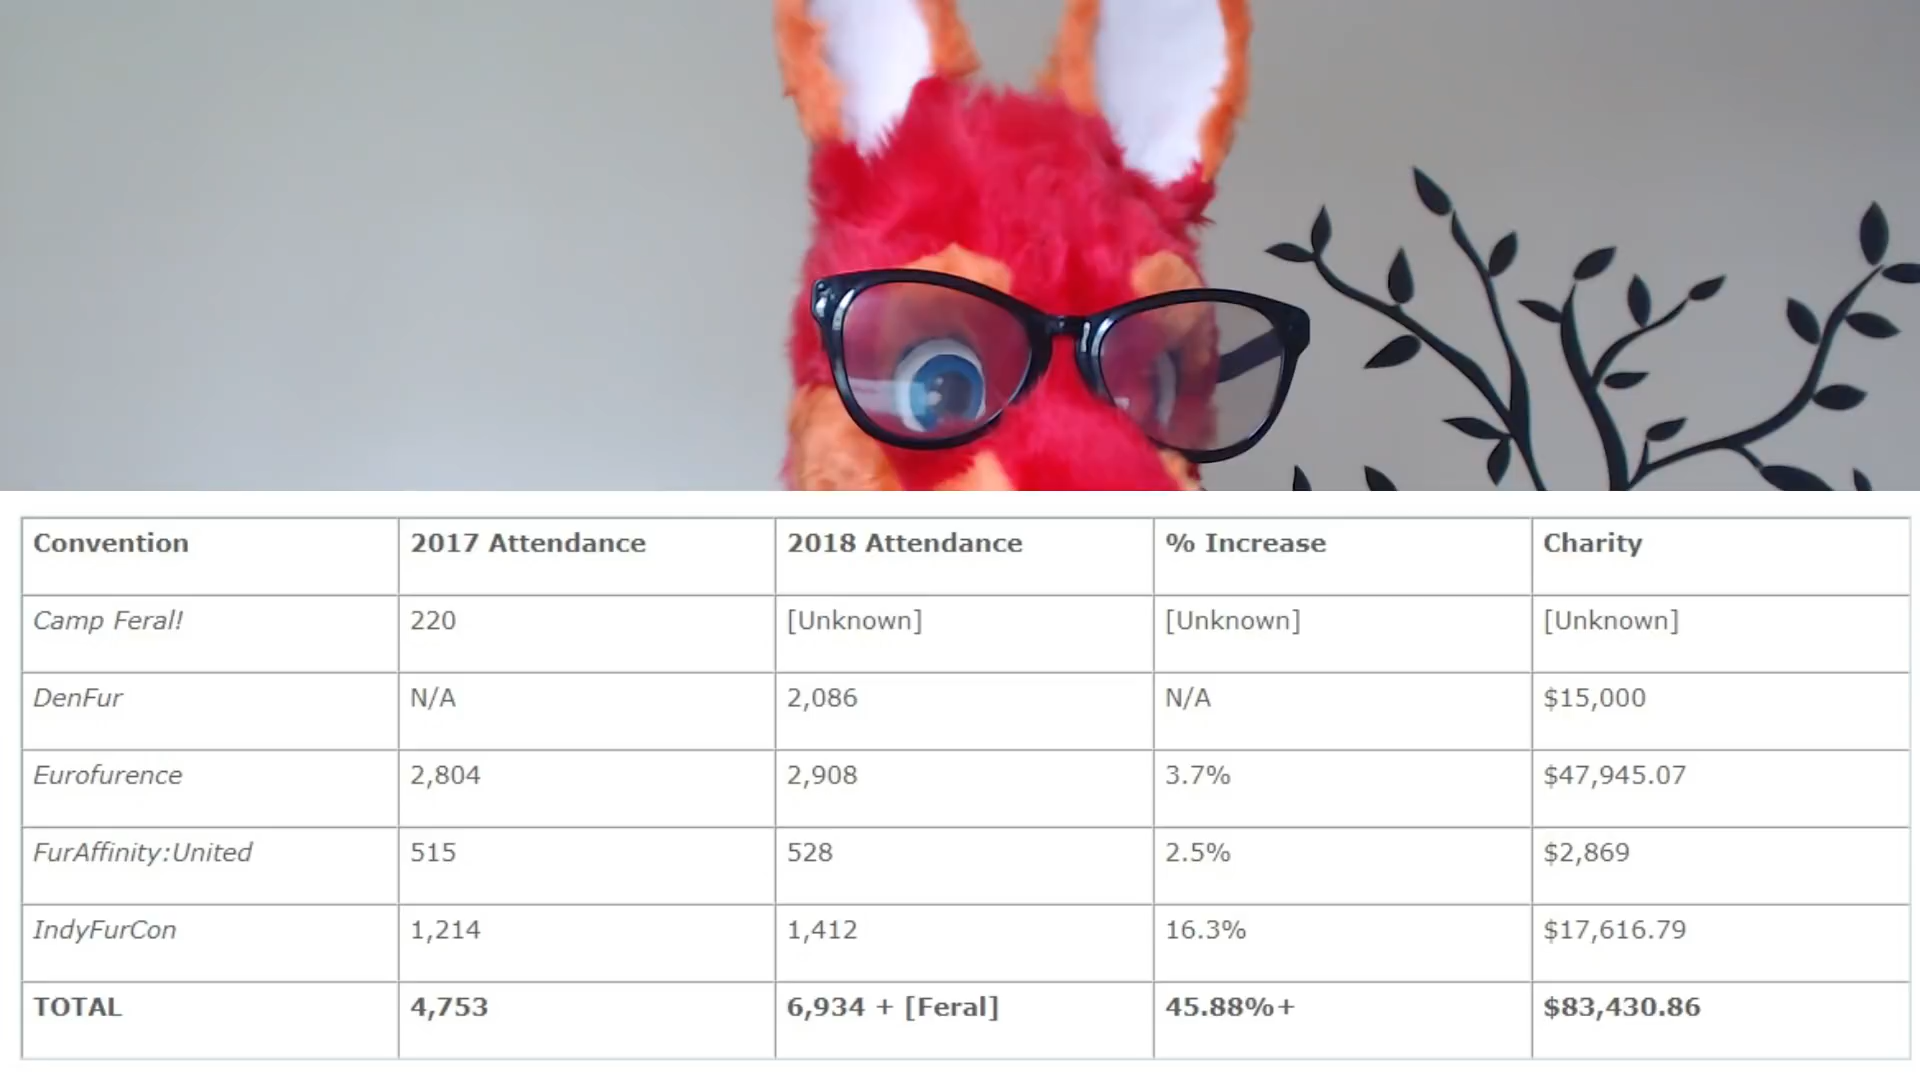 Convention 2017 Attendance 2018 Attendance % Increase Charity
Camp Feral! 220 [Unknown] [Unknown] [Unknown]
DenFur N/A 2,086 N/A $15,000
Eurofurence 2,804 2,908 3.7% $47,945.07
FurAffinity:United 515 528 2.5% $2,869
IndyFurCon 1,214 1,412 16.3% $17,616.79
TOTAL 4,753 6,934 + [Feral] 45.88%+ $83,430.86